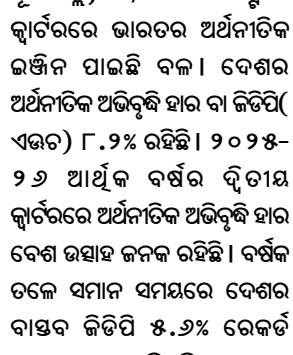 କ୍ୱାର୍ଟରରେ ଭାରତର ଅର୍ଥନୀତିକ
ଇଞ୍ଜିନ ପାଇଛି ବଳ। ଦେଶର
ଅର୍ଥନୀତିକ ଅଭିବୃଦ୍ଧି ହାର ବା ଜିଡିପି(
ଏଊଚ) ୮.୨% ରହିଛି। ୨୦୨୫-
୨୬ ଆର୍ଥିକ ବର୍ଷର ଦ୍ୱିତୀୟ
କ୍ୱାର୍ଟରରେ ଅର୍ଥନୀତିକ ଅଭିବୃଦ୍ଧି ହାର
ବେଶ ଉତ୍ସାହ ଜନକ ରହିଛି। ବର୍ଷକ
ତଳେ ସମାନ ସମୟରେ ଦେଶର
ବାସ୍ତବ ଜିଡିପି ୫.୬% ରେକର୍ଡ